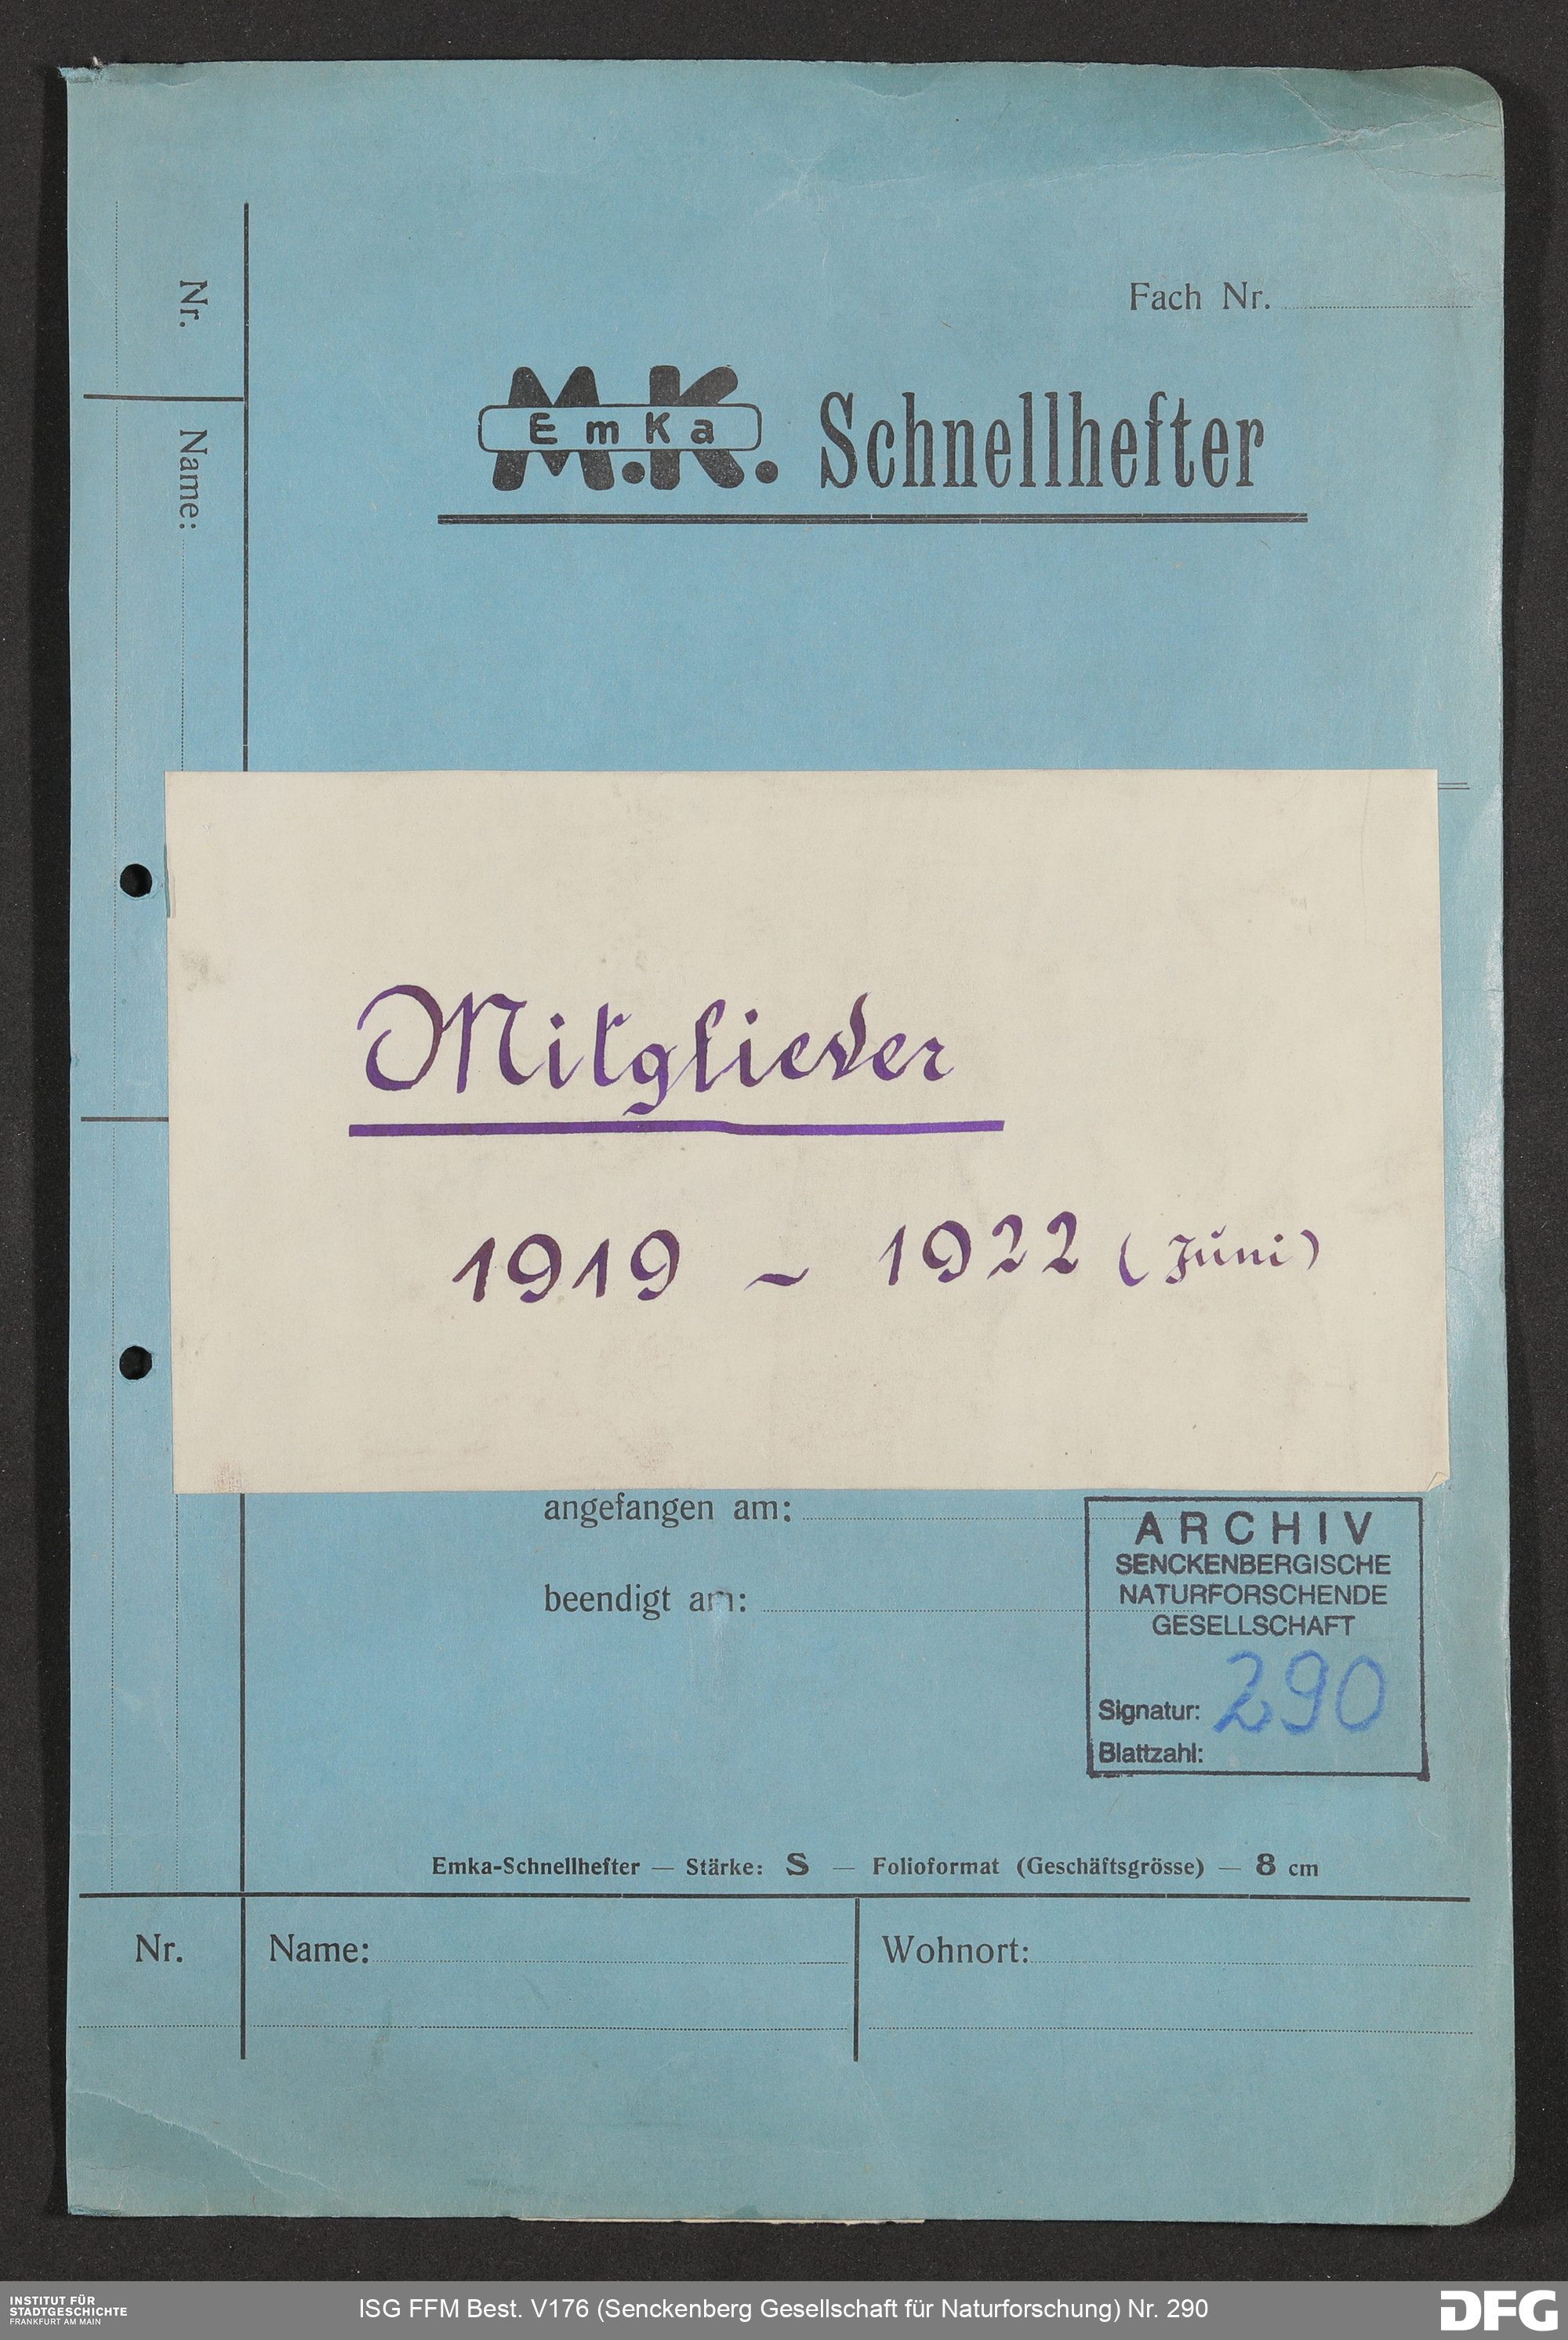 Fach Nr.
Nr.
Name:
M.K.
EmKa
Schnellhefter
Mitglieder
1919 – 1922 (Juni)
angefangen am:
beendigt am:
ARCHIV
SENCKENBERGISCHE
NATURFORSCHENDE
GESELLSCHAFT
Signatur: 290
Blattzahl:
Emka-Schnellhefter — Stärke: S — Folioformat (Geschäftsgrösse) — 8 cm
Nr. Name: Wohnort:
INSTITUT FÜR
STADTGESCHICHTE
FRANKFURT AM MAIN
ISG FFM Best. V176 (Senckenberg Gesellschaft für Naturforschung) Nr. 290
DFG